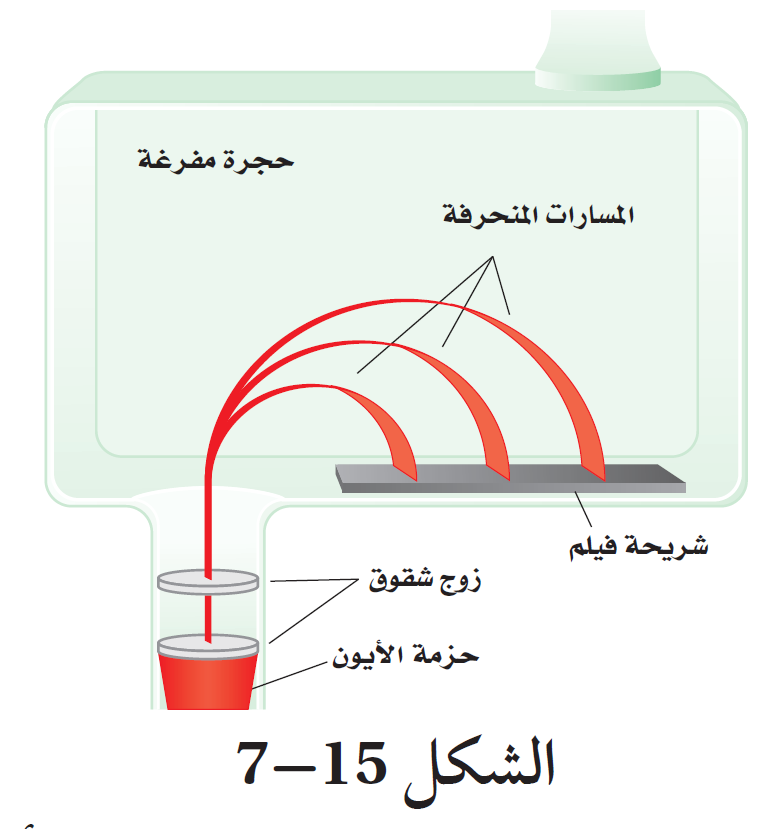 حجرة مفرغة
المسارات المنحرفة
شريحة فيلم
زوج شقوق
حزمة الأيون
الشكل 15–7